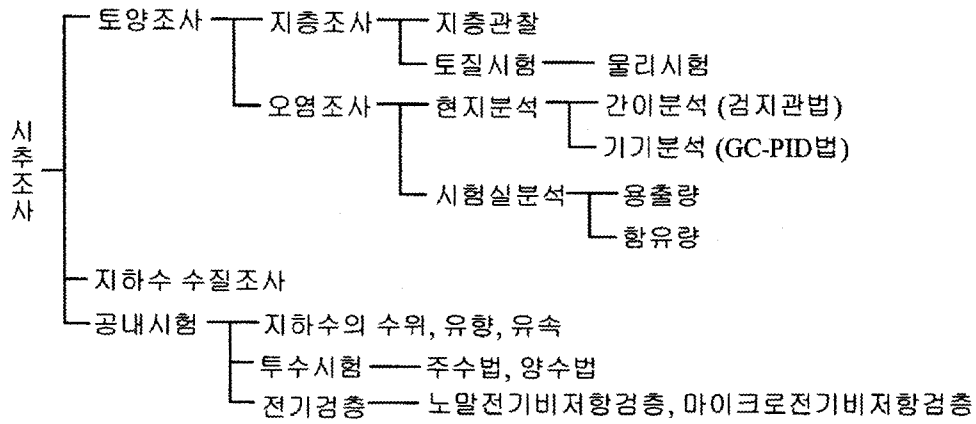 토양조사 지층조사 지층관찰
토질시험 물리시험
오염조사 현지분석 간이분석 (검지관법)
기기분석 (GC-PID법)
시추조사
시험실분석 용출량
함유량
지하수 수질조사
공내시험 지하수의 수위, 유향, 유속
투수시험 주수법, 양수법
전기검층 노말전기비저항검층, 마이크로전기비저항검층